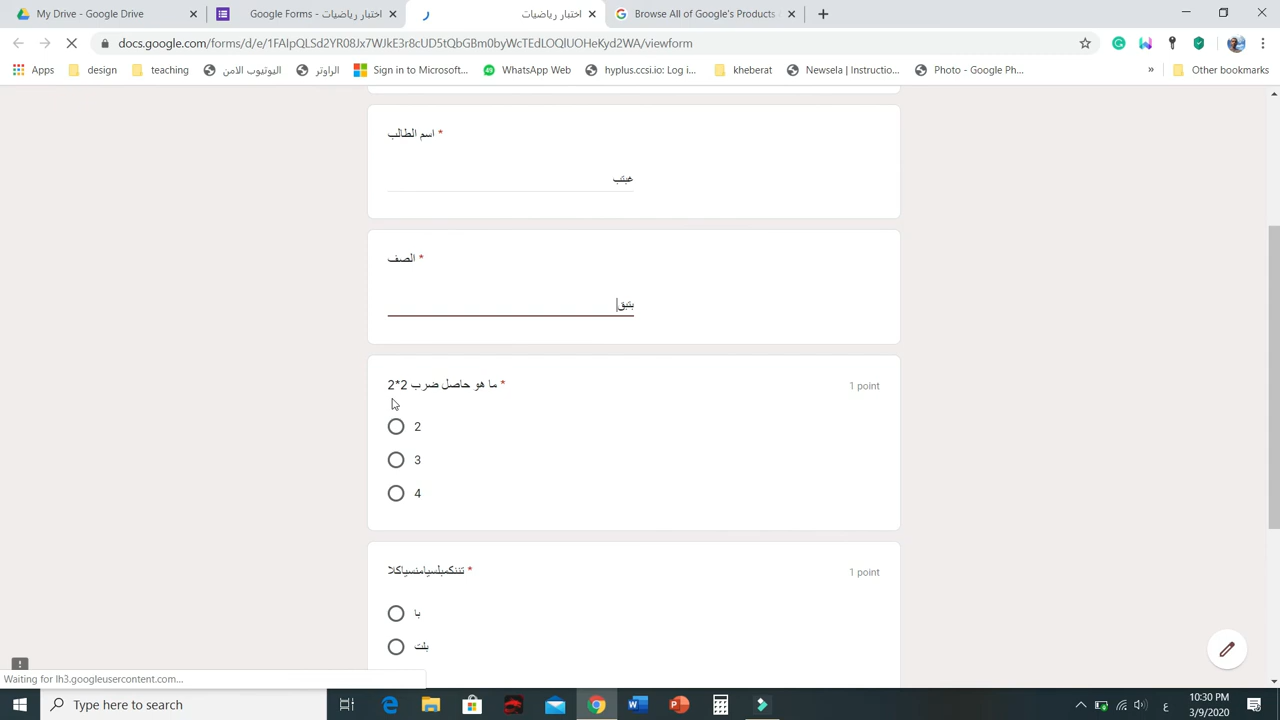 My Drive - Google Drive
Google Forms - اختبار رياضيات
اختبار رياضيات
Browse All of Google's Products &
docs.google.com/forms/d/e/1FAIpQLSd2YR08Jx7WJkE3r8cUD5tQbGBm0byWcTEdLOQlUOHeKyd2WA/viewform
Apps
design
teaching
اليوتيوب الامن
الراوتر
Sign in to Microsoft...
WhatsApp Web
hyplus.ccsi.io: Log i...
kheberat
Newsela | Instructio...
Photo - Google Ph...
»
Other bookmarks
اسم الطالب *
الصف *
ما هو حاصل ضرب 2*2 *
1 point
2
3
4
1 point
با
بلت
Waiting for lh3.googleusercontent.com...
Type here to search
ع
10:30 PM
3/9/2020